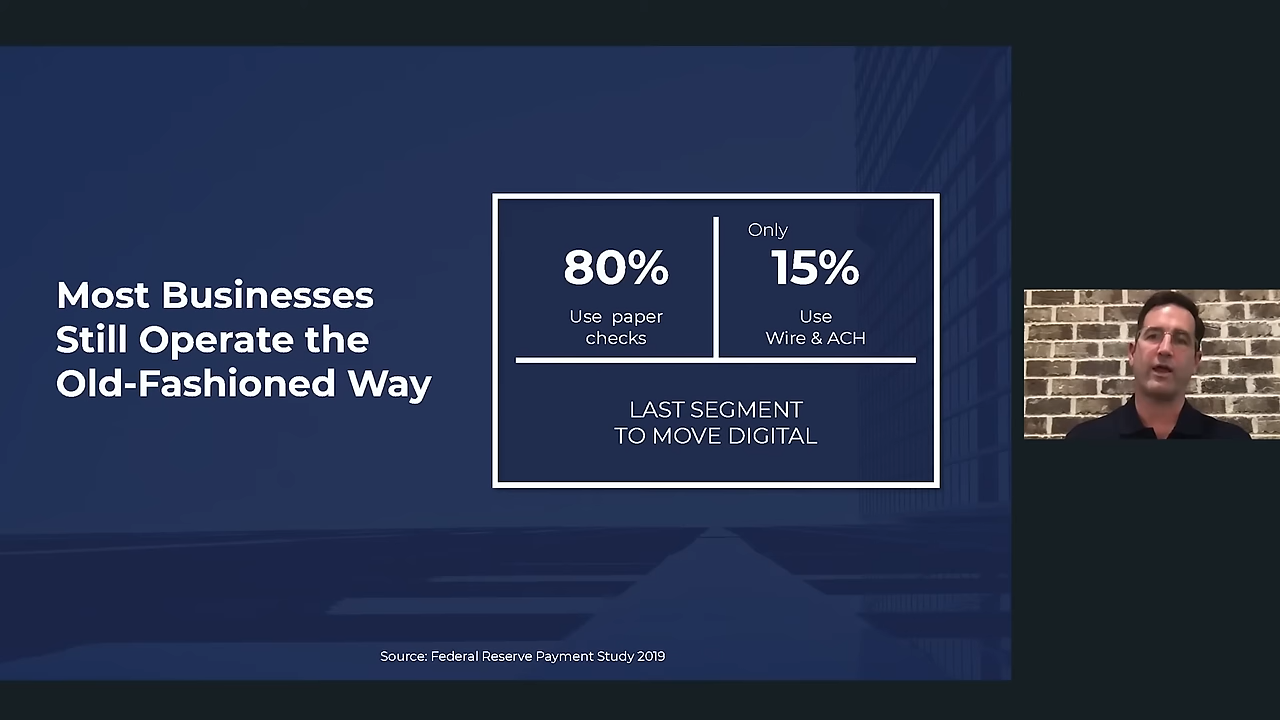 Most Businesses
Still Operate the
Old-Fashioned Way
80%
Use paper
checks
Only
15%
Use
Wire & ACH
LAST SEGMENT
TO MOVE DIGITAL
Source: Federal Reserve Payment Study 2019